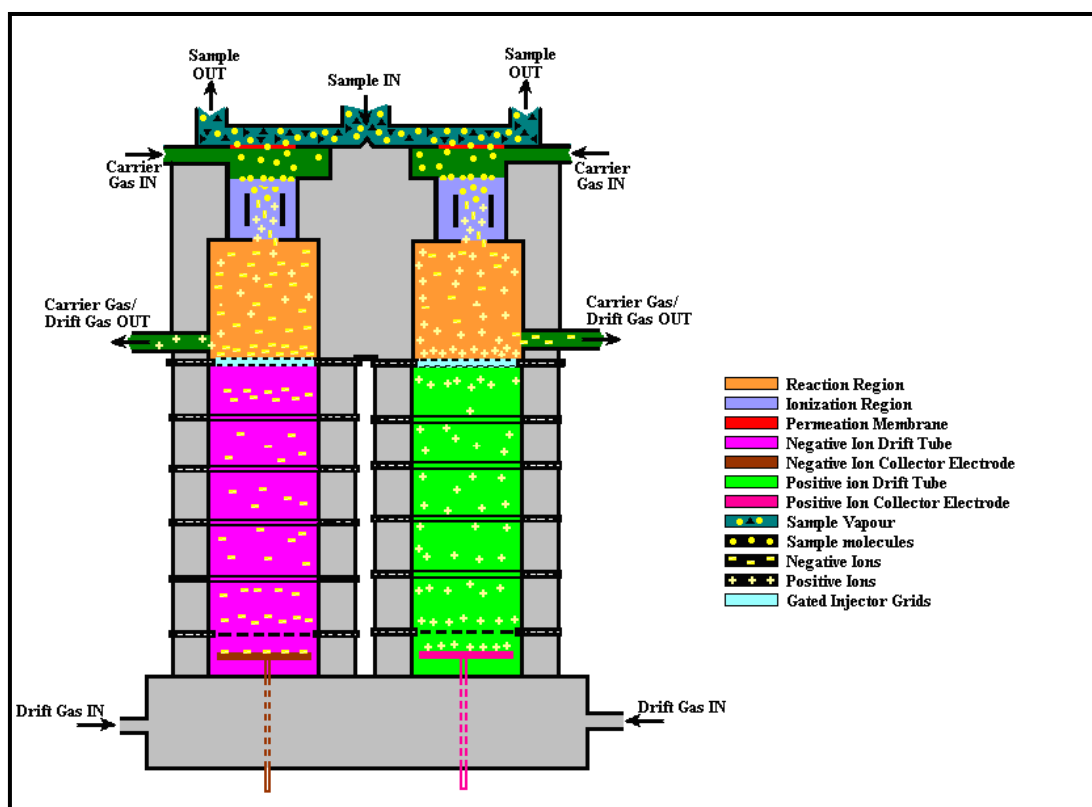 Sample
OUT
Sample IN
Sample
OUT
Carrier
Gas IN
Carrier
Gas IN
Carrier Gas/
Drift Gas OUT
Carrier Gas/
Drift Gas OUT
Reaction Region
Ionization Region
Permeation Membrane
Negative Ion Drift Tube
Negative Ion Collector Electrode
Positive ion Drift Tube
Positive Ion Collector Electrode
Sample Vapour
Sample molecules
Negative Ions
Positive Ions
Gated Injector Grids
Drift Gas IN
Drift Gas IN